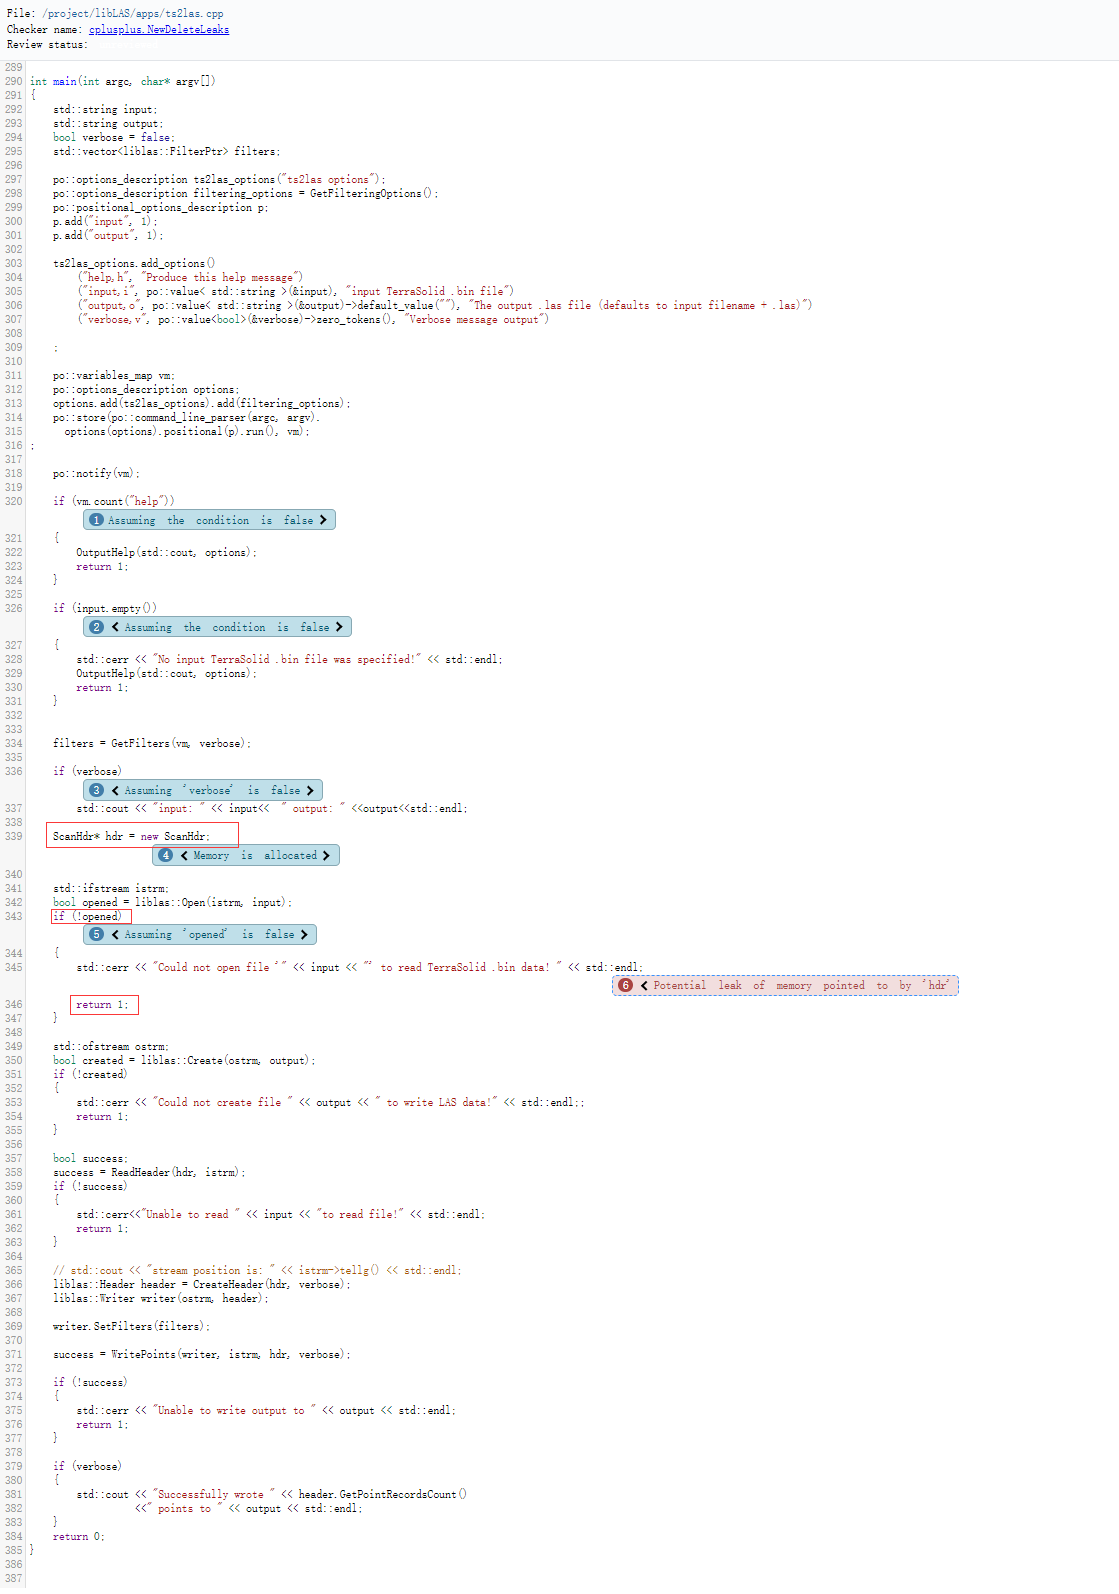 File: /project/libLAS/apps/ts2las.cpp
Checker name: cplusplus.NewDeleteLeaks
Review status:
289
290 int main(int argc, char* argv[])
291 {
292 std::string input;
293 std::string output;
294 bool verbose = false;
295 std::vector<liblas::FilterPtr> filters;
296
297 po::options_description ts2las_options("ts2las options");
298 po::options_description filtering_options = GetFilteringOptions();
299 po::positional_options_description p;
300 p.add("input", 1);
301 p.add("output", 1);
302
303 ts2las_options.add_options()
304 ("help,h", "Produce this help message")
305 ("input,i", po::value< std::string >(&input), "input TerraSolid .bin file")
306 ("output,o", po::value< std::string >(&output)->default_value(""), "The output .las file (defaults to input filename + .las)")
307 ("verbose,v", po::value<bool>(&verbose)->zero_tokens(), "Verbose message output")
308
309 ;
310
311 po::variables_map vm;
312 po::options_description options;
313 options.add(ts2las_options).add(filtering_options);
314 po::store(po::command_line_parser(argc, argv).
315 options(options).positional(p).run(), vm);
316 ;
317
318 po::notify(vm);
319
320 if (vm.count("help"))
1 Assuming the condition is false >
321 {
322 OutputHelp(std::cout, options);
323 return 1;
324 }
325
326 if (input.empty())
2 < Assuming the condition is false >
327 {
328 std::cerr << "No input TerraSolid .bin file was specified!" << std::endl;
329 OutputHelp(std::cout, options);
330 return 1;
331 }
332
333
334 filters = GetFilters(vm, verbose);
335
336 if (verbose)
3 < Assuming 'verbose' is false >
337 std::cout << "input: " << input<< " output: " <<output<<std::endl;
338
339 ScanHdr* hdr = new ScanHdr;
4 < Memory is allocated >
340
341 std::ifstream istrm;
342 bool opened = liblas::Open(istrm, input);
343 if (!opened)
5 < Assuming 'opened' is false >
344 {
345 std::cerr << "Could not open file '" << input << "' to read TerraSolid .bin data! " << std::endl;
6 < Potential leak of memory pointed to by 'hdr'
346 return 1;
347 }
348
349 std::ofstream ostrm;
350 bool created = liblas::Create(ostrm, output);
351 if (!created)
352 {
353 std::cerr << "Could not create file " << output << " to write LAS data!" << std::endl;;
354 return 1;
355 }
356
357 bool success;
358 success = ReadHeader(hdr, istrm);
359 if (!success)
360 {
361 std::cerr<<"Unable to read " << input << "to read file!" << std::endl;
362 return 1;
363 }
364
365 // std::cout << "stream position is: " << istrm->tellg() << std::endl;
366 liblas::Header header = CreateHeader(hdr, verbose);
367 liblas::Writer writer(ostrm, header);
368
369 writer.SetFilters(filters);
370
371 success = WritePoints(writer, istrm, hdr, verbose);
372
373 if (!success)
374 {
375 std::cerr << "Unable to write output to " << output << std::endl;
376 return 1;
377 }
378
379 if (verbose)
380 {
381 std::cout << "Successfully wrote " << header.GetPointRecordsCount()
382 <<" points to " << output << std::endl;
383 }
384 return 0;
385 }
386
387